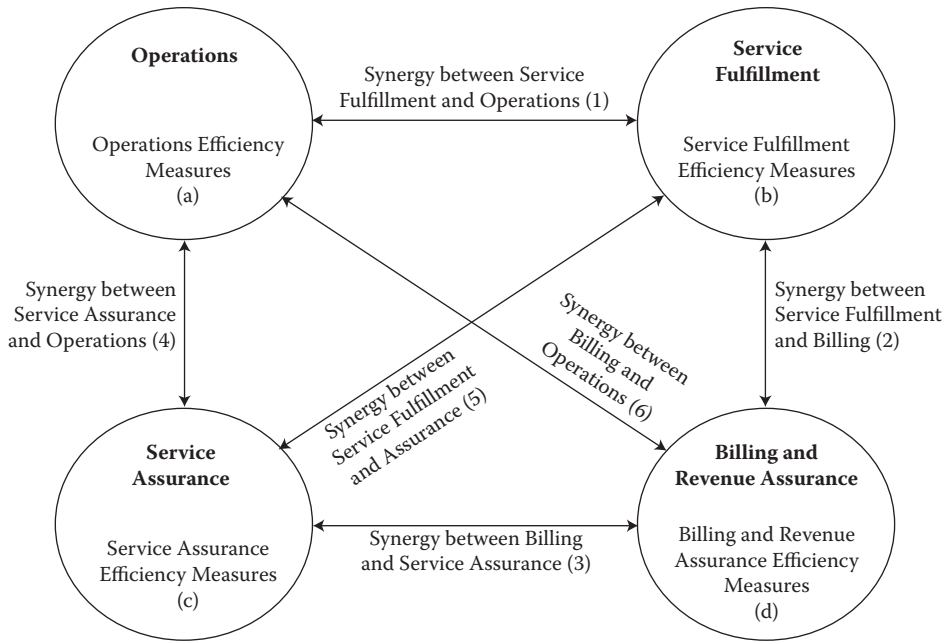 Operations
Operations Efficiency
Measures
(a)
Synergy between Service
Fulfillment and Operations (1)
Service
Fulfillment
Service Fulfillment
Efficiency Measures
(b)
Synergy between
Service Assurance
and Operations (4)
Synergy between
Service Fulfillment
and Assurance (5)
Synergy between
Billing and
Operations (6)
Synergy between
Service Fulfillment
and Billing (2)
Service
Assurance
Service Assurance
Efficiency Measures
(c)
Synergy between Billing
and Service Assurance (3)
Billing and
Revenue Assurance
Billing and Revenue
Assurance Efficiency
Measures
(d)